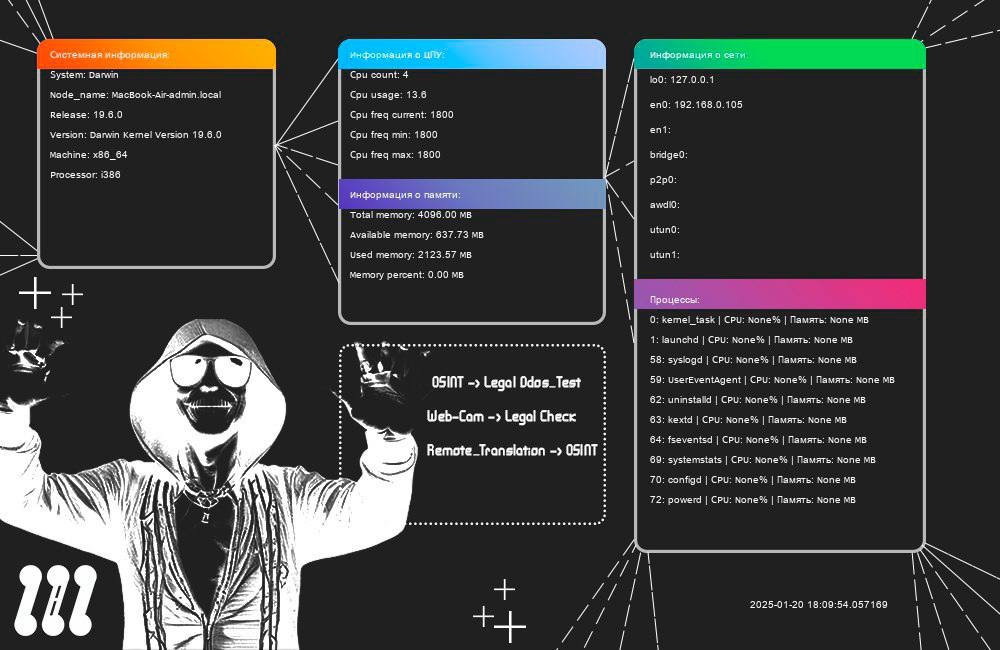 Системная информация:
System: Darwin
Node_name: MacBook-Air-admin.local
Release: 19.6.0
Version: Darwin Kernel Version 19.6.0
Machine: x86_64
Processor: i386
Информация о ЦПУ:
Cpu count: 4
Cpu usage: 13.6
Cpu freq current: 1800
Cpu freq min: 1800
Cpu freq max: 1800
Информация о памяти:
Total memory: 4096.00 MB
Available memory: 637.73 MB
Used memory: 2123.57 MB
Memory percent: 0.00 MB
Информация о сети:
lo0: 127.0.0.1
en0: 192.168.0.105
en1:
bridge0:
p2p0:
awdl0:
utun0:
utun1:
Процессы:
0: kernel_task | CPU: None% | Память: None MB
1: launchd | CPU: None% | Память: None MB
58: syslogd | CPU: None% | Память: None MB
59: UserEventAgent | CPU: None% | Память: None MB
62: uninstalld | CPU: None% | Память: None MB
63: kextd | CPU: None% | Память: None MB
64: fseventsd | CPU: None% | Память: None MB
69: systemstats | CPU: None% | Память: None MB
70: configd | CPU: None% | Память: None MB
72: powerd | CPU: None% | Память: None MB
OSINT -> Legal Ddos_Test
Web-Cam -> Legal Check
Remote_Translation -> OSINT
2025-01-20 18:09:54.057169